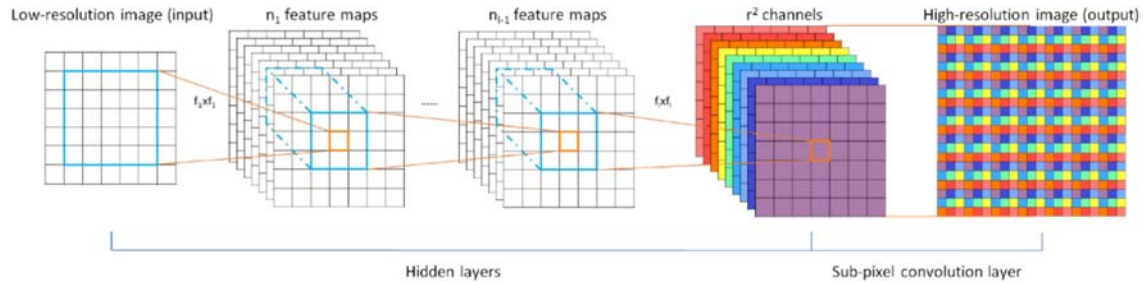 Low-resolution image (input)
n₁ feature maps
nₗ₋₁ feature maps
r² channels
High-resolution image (output)
f₁xf₁
......
fₗxfₗ
Hidden layers
Sub-pixel convolution layer